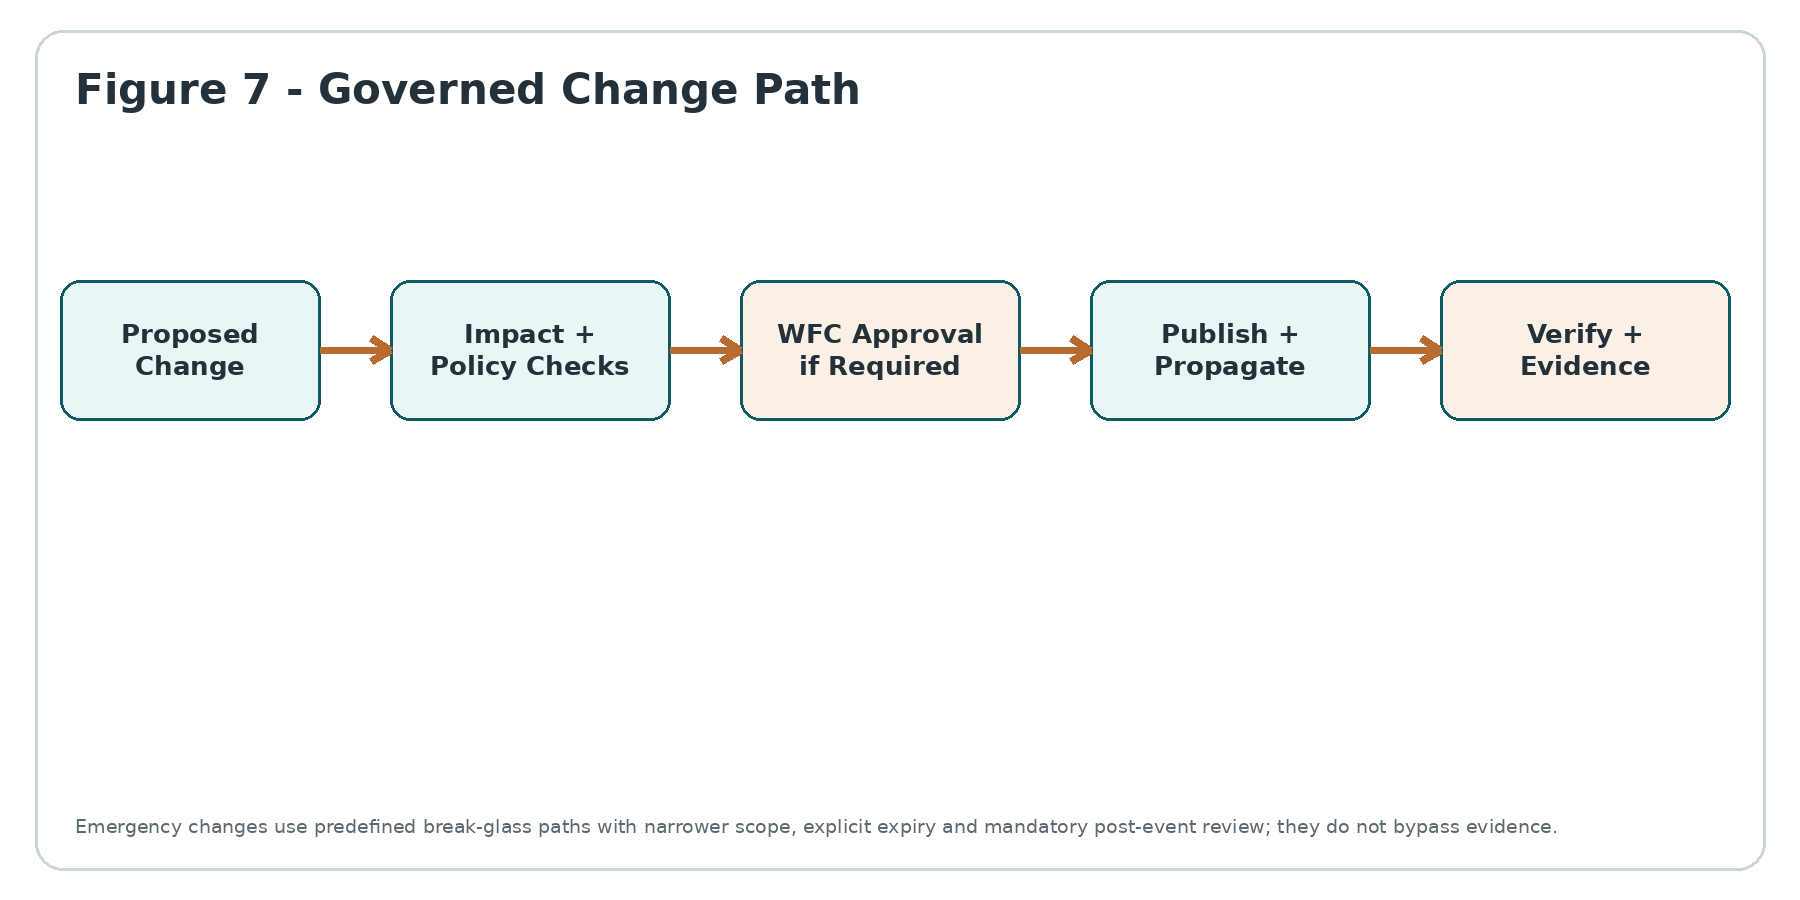 Figure 7 - Governed Change Path
Proposed
Change
Impact +
Policy Checks
WFC Approval
if Required
Publish +
Propagate
Verify +
Evidence
Emergency changes use predefined break-glass paths with narrower scope, explicit expiry and mandatory post-event review; they do not bypass evidence.